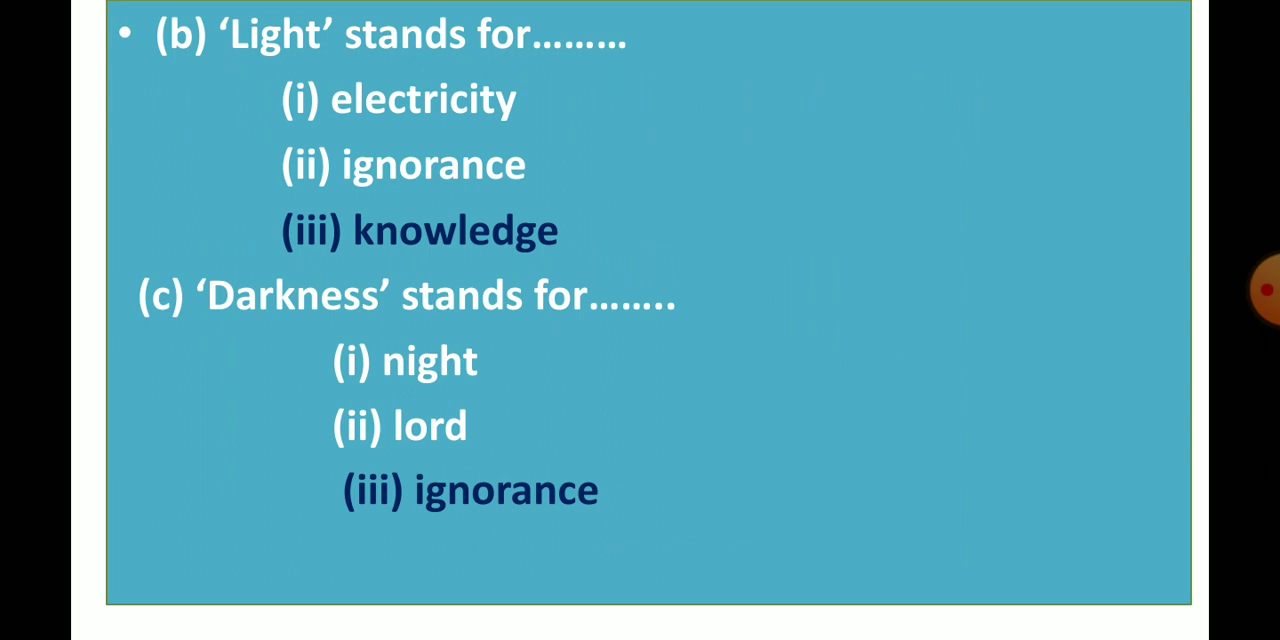 • (b) ‘Light’ stands for………
(i) electricity
(ii) ignorance
(iii) knowledge
(c) ‘Darkness’ stands for……..
(i) night
(ii) lord
(iii) ignorance